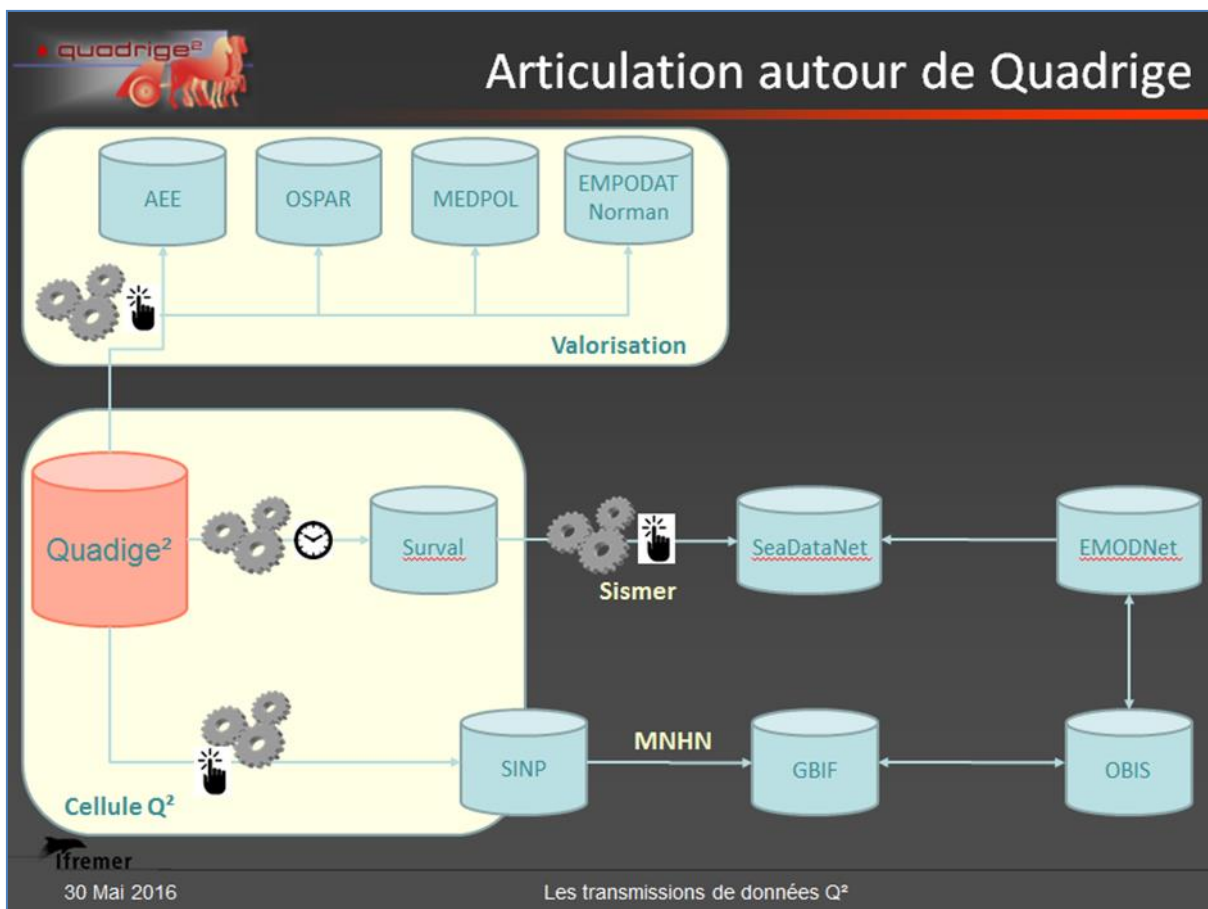 quadrige²
Articulation autour de Quadrige
AEE
OSPAR
MEDPOL
EMPODAT
Norman
Valorisation
Quadige²
Surval
Sismer
SeaDataNet
EMODNet
SINP
MNHN
GBIF
OBIS
Cellule Q²
Ifremer
30 Mai 2016
Les transmissions de données Q²